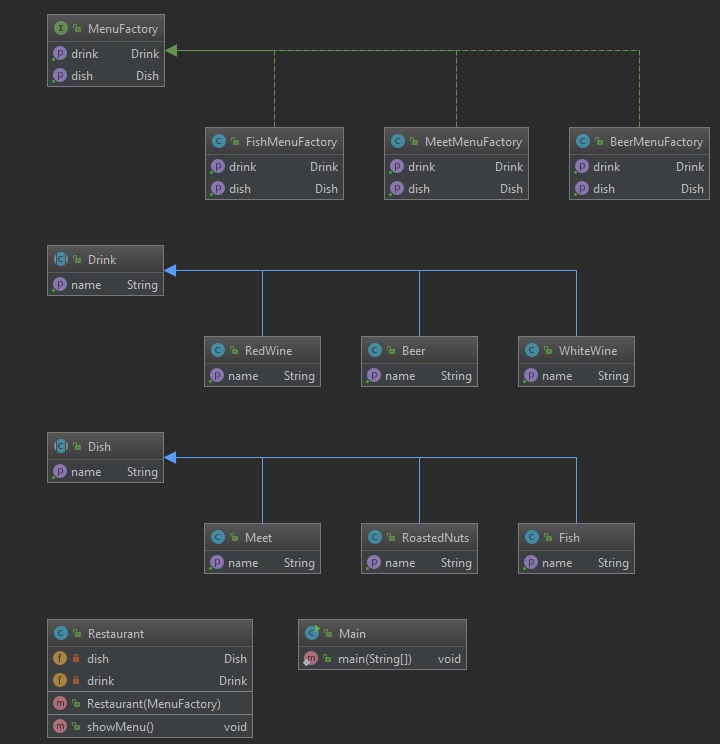 MenuFactory
drink Drink
dish Dish
FishMenuFactory
drink Drink
dish Dish
MeetMenuFactory
drink Drink
dish Dish
BeerMenuFactory
drink Drink
dish Dish
Drink
name String
RedWine
name String
Beer
name String
WhiteWine
name String
Dish
name String
Meet
name String
RoastedNuts
name String
Fish
name String
Restaurant
dish Dish
drink Drink
Restaurant(MenuFactory)
showMenu() void
Main
main(String[]) void